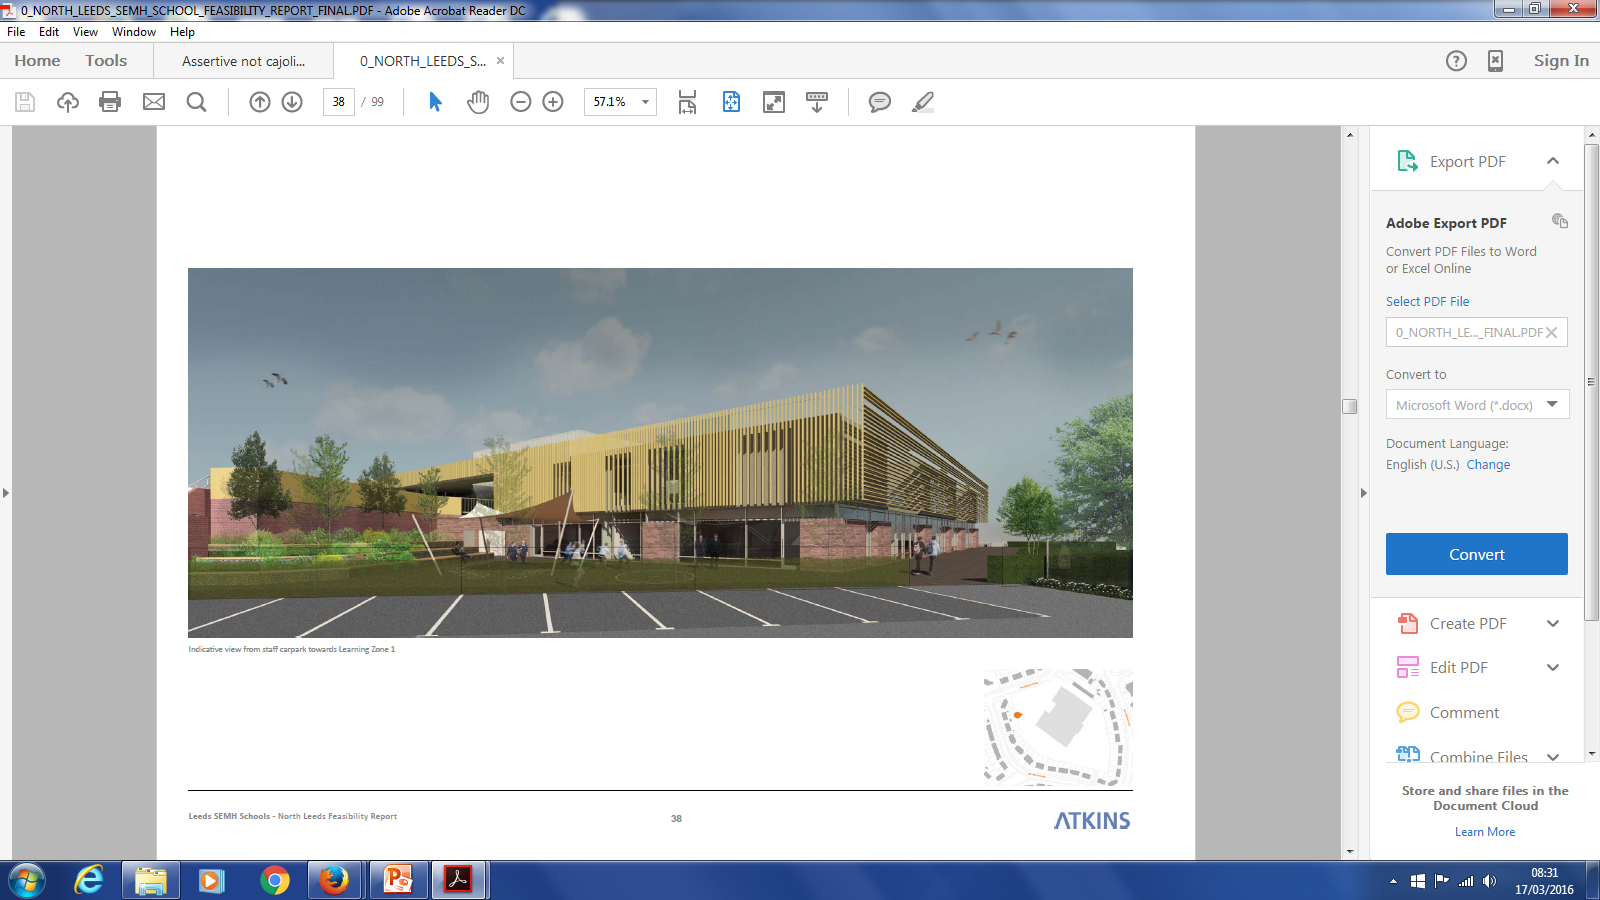 0_NORTH_LEEDS_SEMH_SCHOOL_FEASIBILITY_REPORT_FINAL.PDF - Adobe Acrobat Reader DC
File Edit View Window Help
Home Tools Assertive not cajoli... 0_NORTH_LEEDS_S... Sign In
38 / 99 57.1%
Export PDF
Adobe Export PDF
Convert PDF Files to Word
or Excel Online
Select PDF File
0_NORTH_LE..._FINAL.PDF
Convert to
Microsoft Word (*.docx)
Document Language:
English (U.S.) Change
Convert
Create PDF
Edit PDF
Comment
Combine Files
Store and share files in the
Document Cloud
Learn More
Indicative view from staff carpark towards Learning Zone 1
Leeds SEMH Schools - North Leeds Feasibility Report
38
ATKINS
08:31
17/03/2016